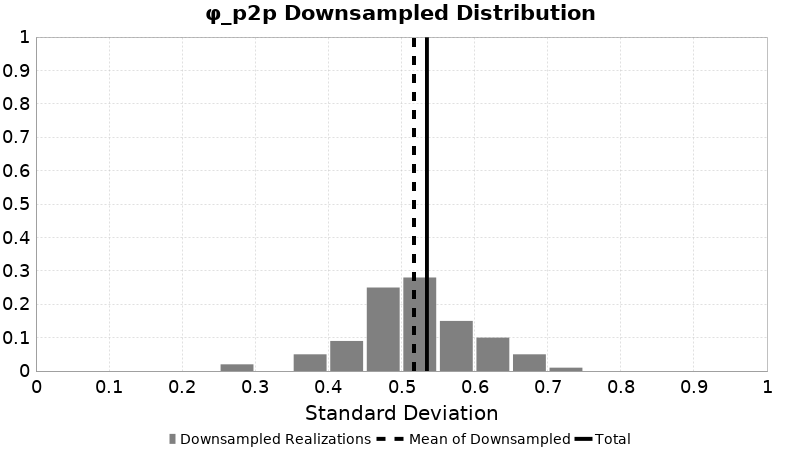 φ_p2p Downsampled Distribution
1
0.9
0.8
0.7
0.6
0.5
0.4
0.3
0.2
0.1
0
0 0.1 0.2 0.3 0.4 0.5 0.6 0.7 0.8 0.9 1
Standard Deviation
Downsampled Realizations Mean of Downsampled Total